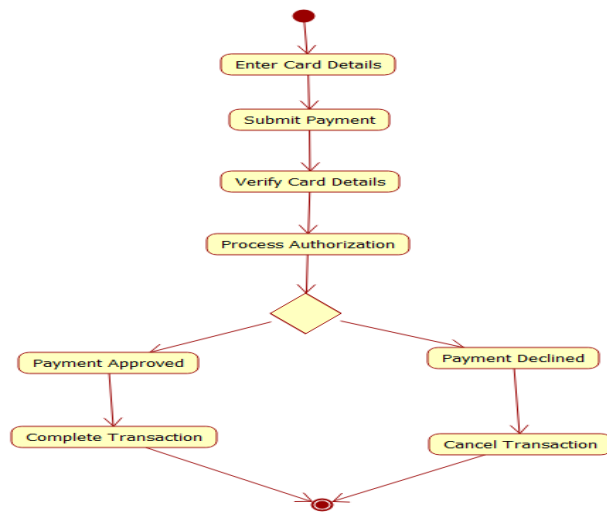 Enter Card Details
Submit Payment
Verify Card Details
Process Authorization
Payment Approved
Payment Declined
Complete Transaction
Cancel Transaction